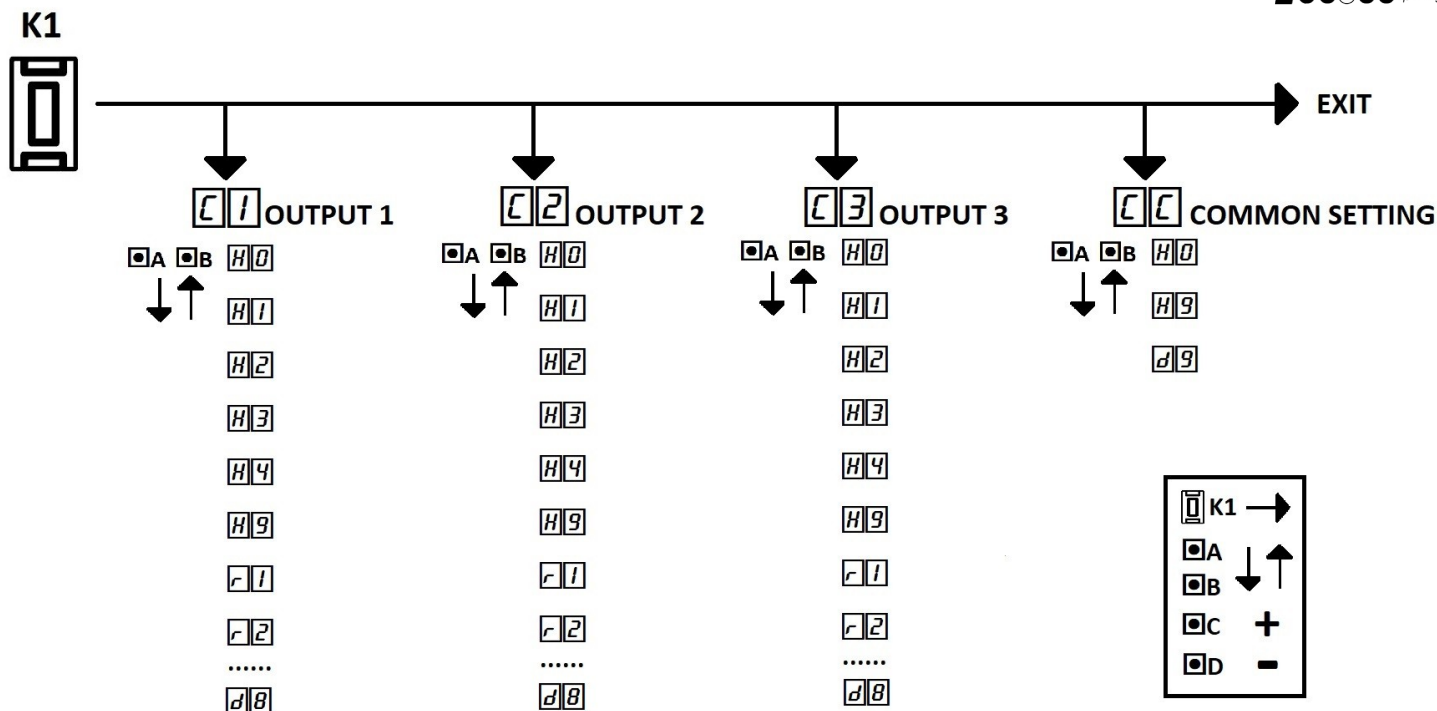 K1
EXIT
C1 OUTPUT 1
C2 OUTPUT 2
C3 OUTPUT 3
CC COMMON SETTING
A B H0
H1
H2
H3
H4
H9
r1
r2
......
d8
A B H0
H1
H2
H3
H4
H9
r1
r2
......
d8
A B H0
H1
H2
H3
H4
H9
r1
r2
......
d8
A B H0
H9
d9
K1
A
B
C +
D -